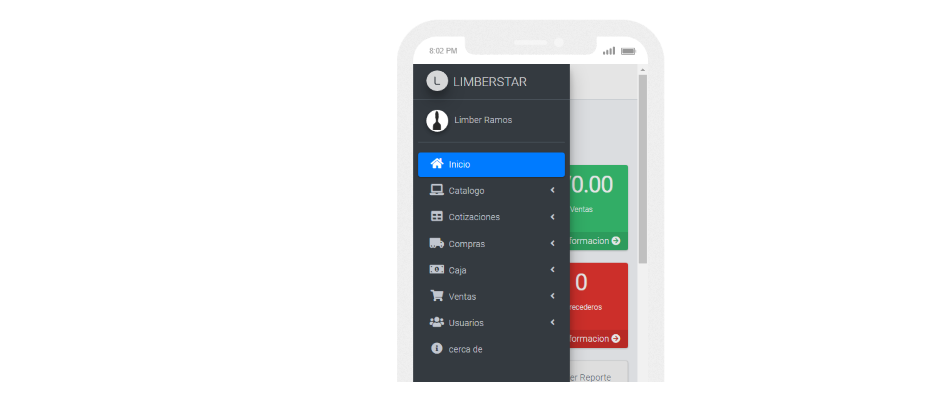 8:02 PM
L LIMBERSTAR
Limber Ramos
Inicio
Catalogo
Cotizaciones
Compras
Caja
Ventas
Usuarios
cerca de
0.00
Ventas
formacion
0
recederos
formacion
er Reporte